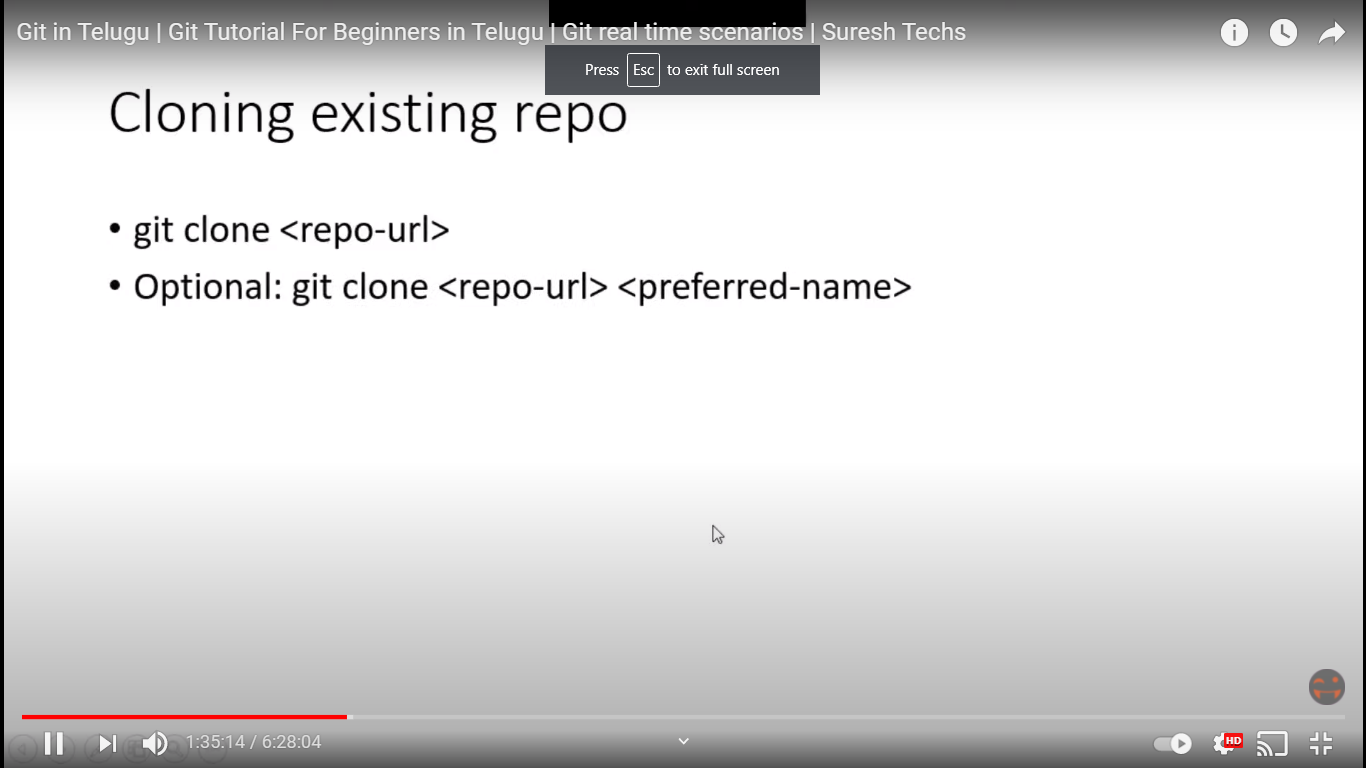 Git in Telugu | Git Tutorial For Beginners in Telugu | Git real time scenarios | Suresh Techs
Press Esc to exit full screen
Cloning existing repo
• git clone <repo-url>
• Optional: git clone <repo-url> <preferred-name>
1:35:14 / 6:28:04
HD